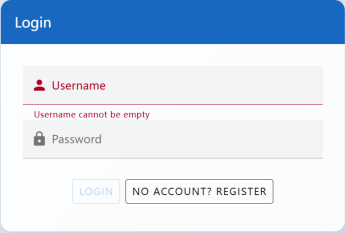 Login
Username
Username cannot be empty
Password
LOGIN
NO ACCOUNT? REGISTER